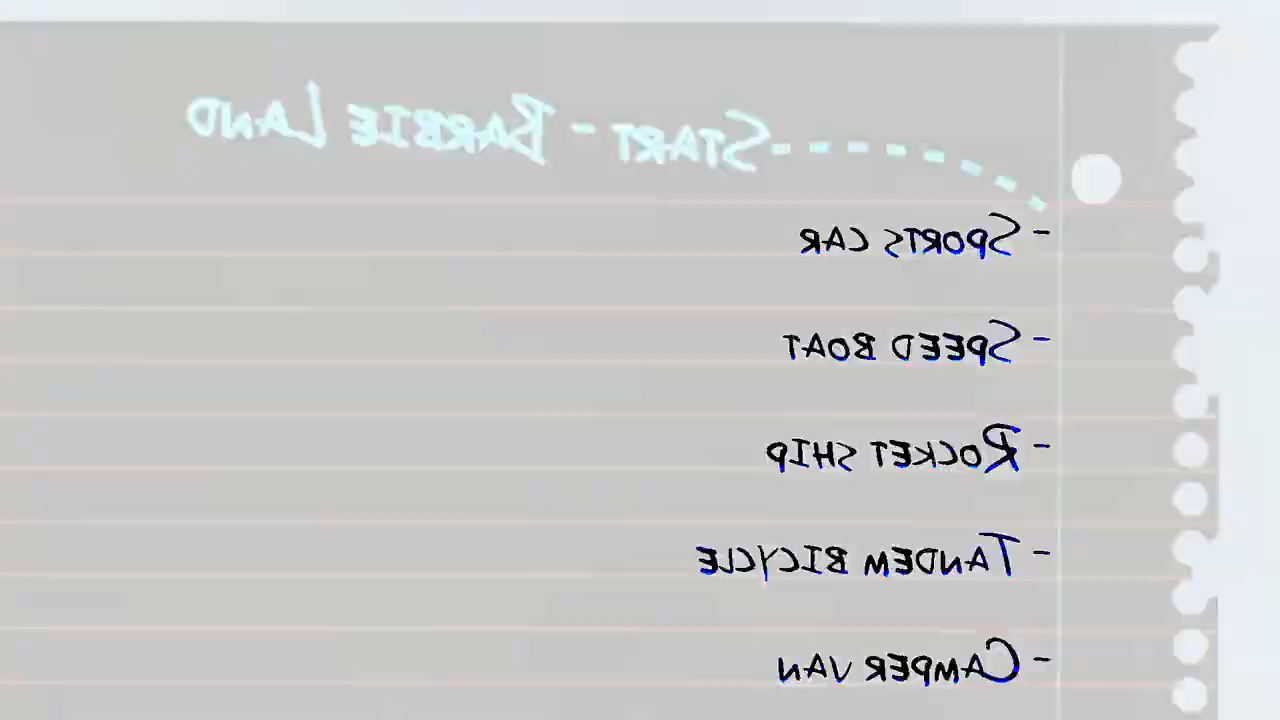 Start - Barbie Land
- Sports car
- Speed boat
- Rocket ship
- Tandem bicycle
- Camper van